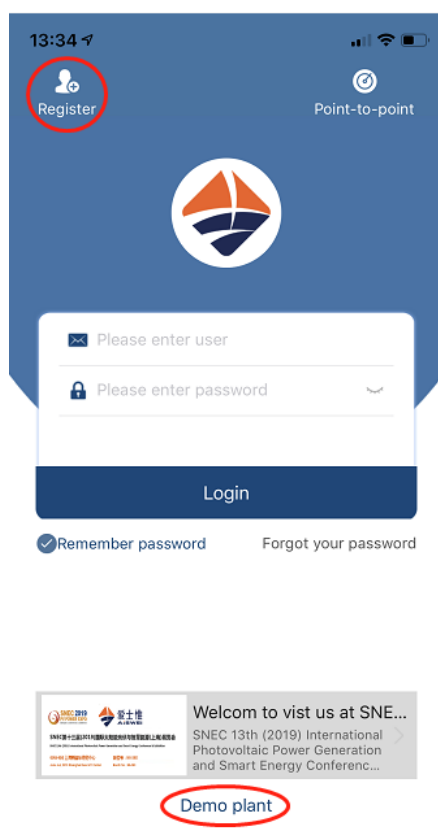 13:34
Register
Point-to-point
Please enter user
Please enter password
Login
Remember password
Forgot your password
SNEC 2019
爱士惟
AISWEI
Welcom to vist us at SNE...
SNEC 13th (2019) International
Photovoltaic Power Generation
and Smart Energy Conferenc...
Demo plant